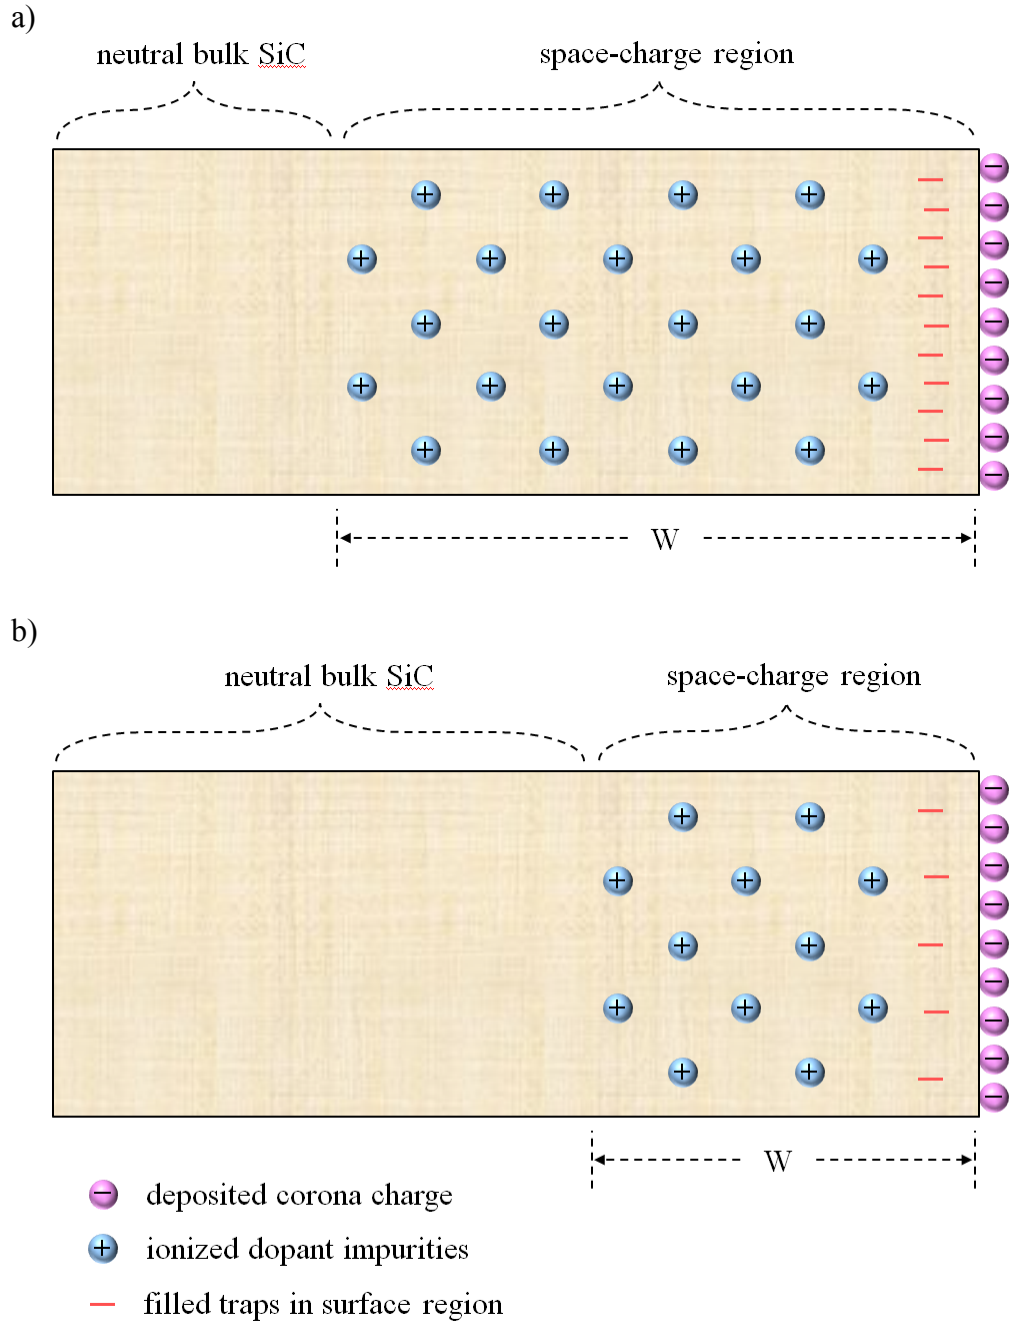 a)
neutral bulk SiC
space-charge region
W
b)
neutral bulk SiC
space-charge region
W
deposited corona charge
ionized dopant impurities
filled traps in surface region